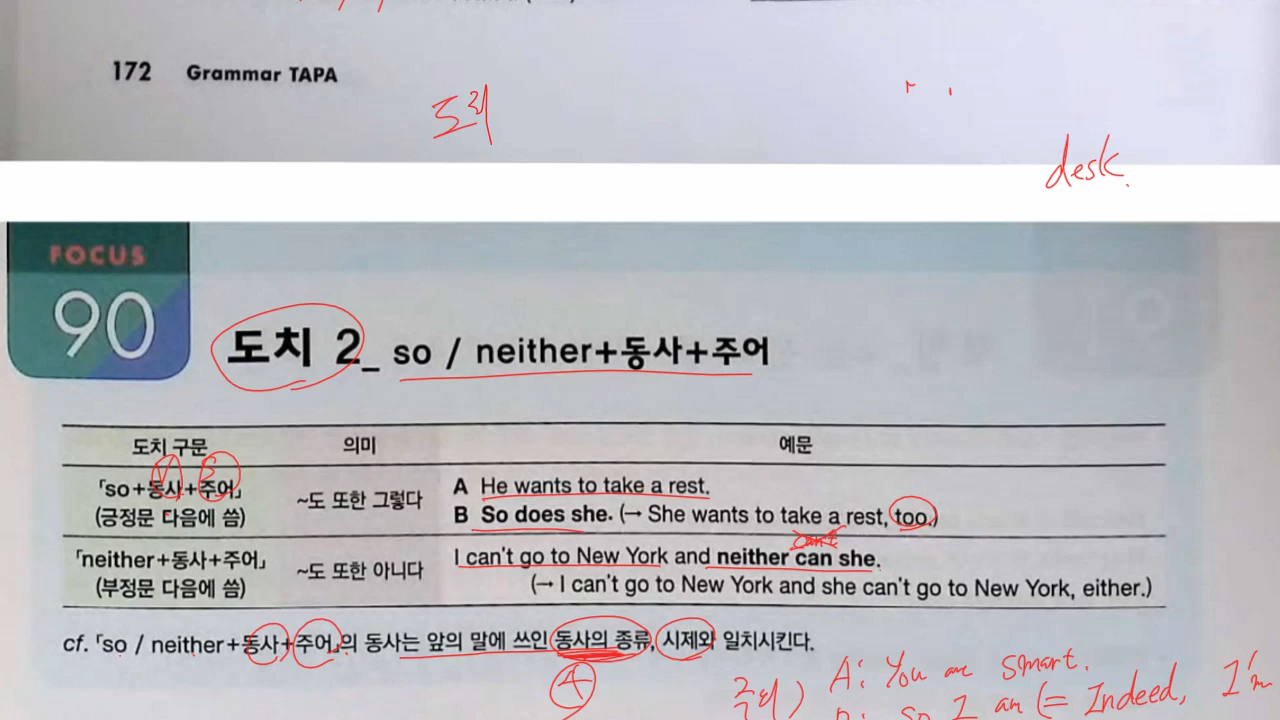 172 Grammar TAPA
도치
desk.
FOCUS
90
도치 2_ so / neither+동사+주어
도치 구문 의미 예문
V S
「so+동사+주어」
(긍정문 다음에 씀)
~도 또한 그렇다
A He wants to take a rest.
B So does she. (→ She wants to take a rest, too.)
「neither+동사+주어」
(부정문 다음에 씀)
~도 또한 아니다
I can't go to New York and neither can she.
(→ I can't go to New York and she can't go to New York, either.)
cf. 「so / neither+동사+주어」의 동사는 앞의 말에 쓰인 동사의 종류, 시제와 일치시킨다.
주의) A: You are smart.
B: so I am (= Indeed, I'm